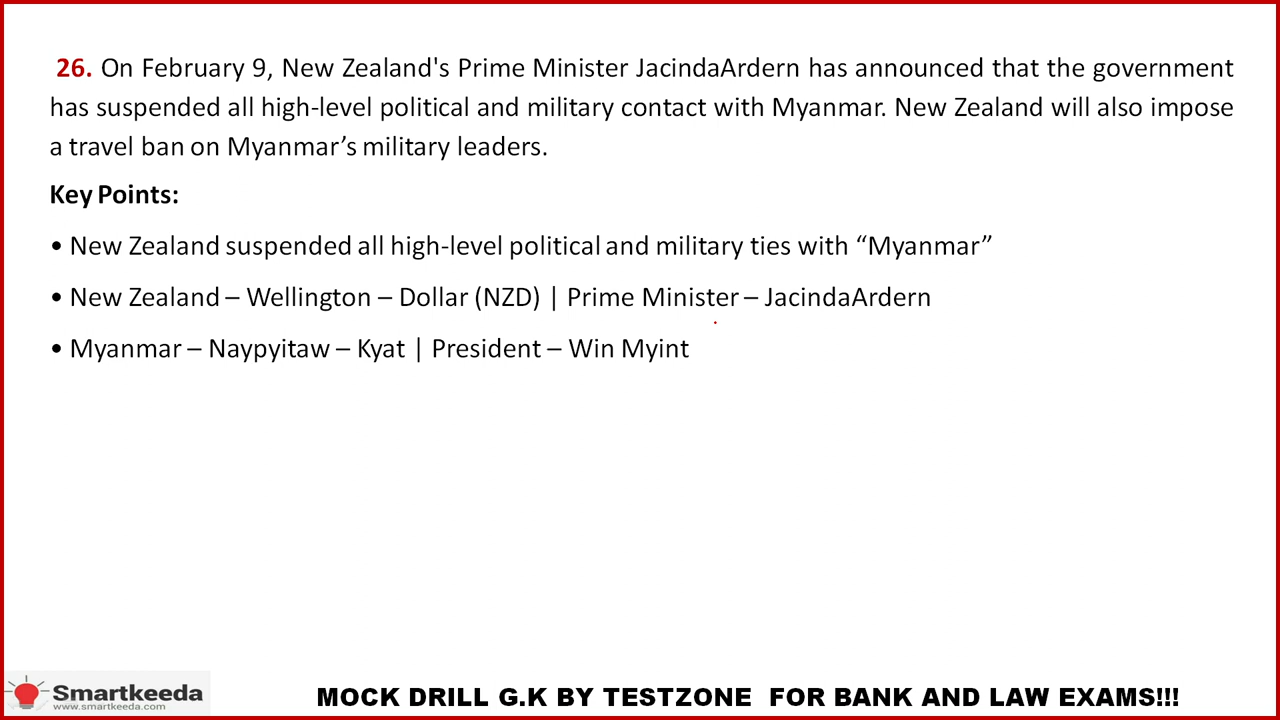 26. On February 9, New Zealand's Prime Minister JacindaArdern has announced that the government
has suspended all high-level political and military contact with Myanmar. New Zealand will also impose
a travel ban on Myanmar’s military leaders.
Key Points:
• New Zealand suspended all high-level political and military ties with “Myanmar”
• New Zealand – Wellington – Dollar (NZD) | Prime Minister – JacindaArdern
• Myanmar – Naypyitaw – Kyat | President – Win Myint
Smartkeeda
www.smartkeeda.com
MOCK DRILL G.K BY TESTZONE FOR BANK AND LAW EXAMS!!!